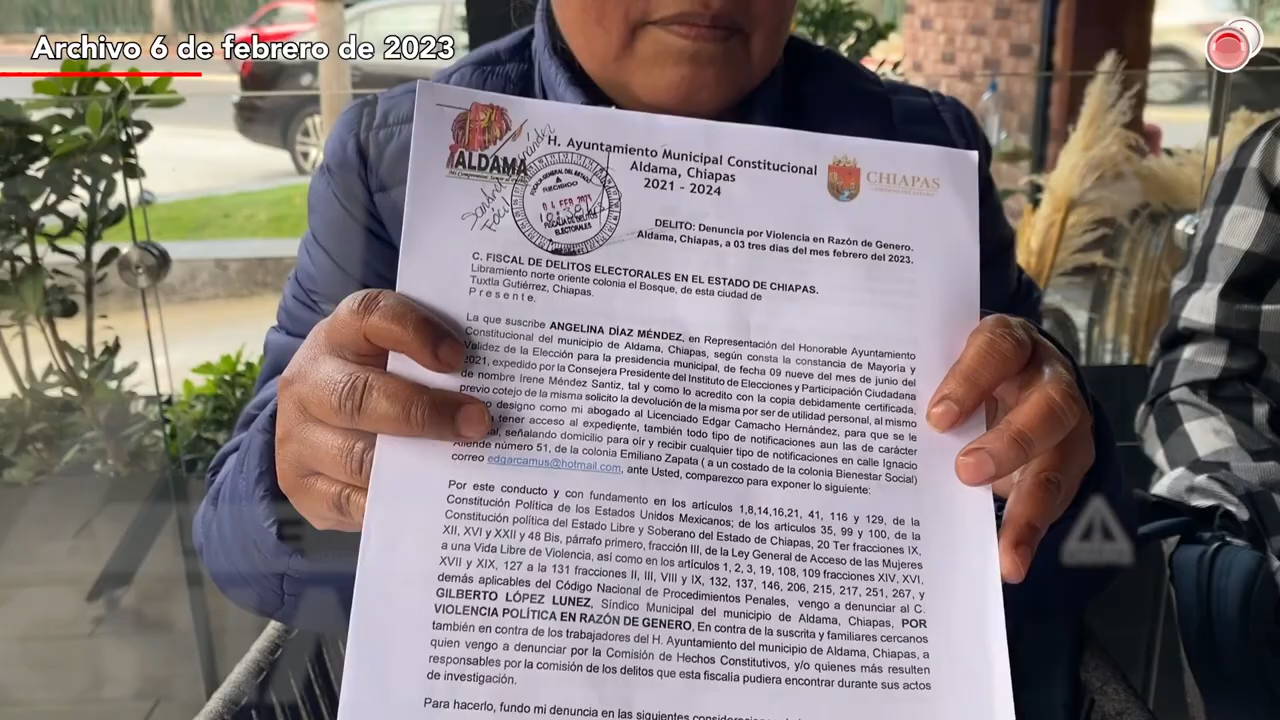 Archivo 6 de febrero de 2023
ALDAMA
H. Ayuntamiento Municipal Constitucional
Aldama, Chiapas
2021 - 2024
CHIAPAS
FISCALIA GENERAL DEL ESTADO
RECIBIDO
04 FEB
FISCALIA DE DELITOS
ELECTORALES
DELITO: Denuncia por Violencia en Razón de Genero.
Aldama, Chiapas, a 03 tres días del mes febrero del 2023.
C. FISCAL DE DELITOS ELECTORALES EN EL ESTADO DE CHIAPAS.
Libramiento norte oriente colonia el Bosque, de esta ciudad de
Tuxtla Gutiérrez, Chiapas.
P r e s e n t e.
La que suscribe ANGELINA DÍAZ MÉNDEZ, en Representación del Honorable Ayuntamiento
Constitucional del municipio de Aldama, Chiapas, según consta la constancia de Mayoría y
Validez de la Elección para la presidencia municipal, de fecha 09 nueve del mes de junio del
2021, expedido por la Consejera Presidente del Instituto de Elecciones y Participación Ciudadana
de nombre Irene Méndez Santiz, tal y como lo acredito con la copia debidamente certificada,
previo cotejo de la misma solicito la devolución de la misma por ser de utilidad personal, al mismo
designo como mi abogado al Licenciado Edgar Camacho Hernández, para que se le
tener acceso al expediente, también todo tipo de notificaciones aun las de carácter
señalando domicilio para oír y recibir cualquier tipo de notificaciones en calle Ignacio
Allende número 51, de la colonia Emiliano Zapata ( a un costado de la colonia Bienestar Social)
correo edgarcamus@hotmail.com, ante Usted, comparezco para exponer lo siguiente:
Por este conducto y con fundamento en los artículos 1,8,14,16,21, 41, 116 y 129, de la
Constitución Política de los Estados Unidos Mexicanos; de los artículos 35, 99 y 100, de la
Constitución política del Estado Libre y Soberano del Estado de Chiapas, 20 Ter fracciones IX,
XII, XVI y XXII y 48 Bis, párrafo primero, fracción III, de la Ley General de Acceso de las Mujeres
a una Vida Libre de Violencia, así como en los artículos 1, 2, 3, 19, 108, 109 fracciones XIV, XVI,
XVII y XIX, 127 a la 131 fracciones II, III, VIII y IX, 132, 137, 146, 206, 215, 217, 251, 267, y
demás aplicables del Código Nacional de Procedimientos Penales, vengo a denunciar al C.
GILBERTO LÓPEZ LUNEZ, Síndico Municipal del municipio de Aldama, Chiapas, POR
VIOLENCIA POLÍTICA EN RAZÓN DE GENERO, En contra de la suscrita y familiares cercanos
también en contra de los trabajadores del H. Ayuntamiento del municipio de Aldama, Chiapas, a
quien vengo a denunciar por la Comisión de Hechos Constitutivos, y/o quienes más resulten
responsables por la comisión de los delitos que esta fiscalía pudiera encontrar durante sus actos
de investigación.
Para hacerlo, fundo mi denuncia en las siguientes